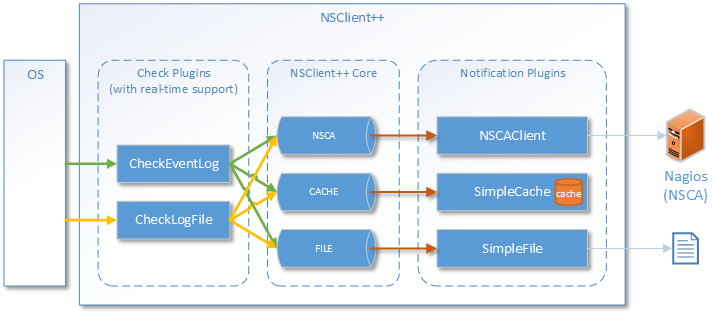 NSClient++
OS
Check Plugins
(with real-time support)
NSClient++ Core
Notification Plugins
NSCA
NSCAClient
CheckEventLog
CACHE
SimpleCache
cache
Nagios
(NSCA)
CheckLogFile
FILE
SimpleFile